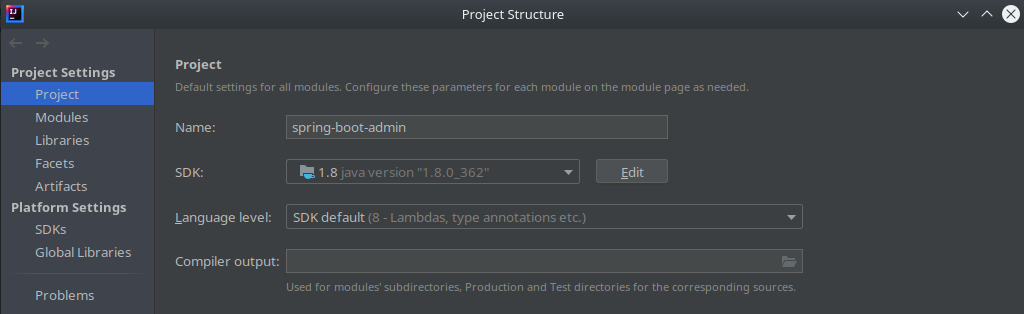 Project Structure
Project Settings
Project
Modules
Libraries
Facets
Artifacts
Platform Settings
SDKs
Global Libraries
Problems
Project
Default settings for all modules. Configure these parameters for each module on the module page as needed.
Name: spring-boot-admin
SDK: 1.8 java version "1.8.0_362" Edit
Language level: SDK default (8 - Lambdas, type annotations etc.)
Compiler output:
Used for modules' subdirectories, Production and Test directories for the corresponding sources.